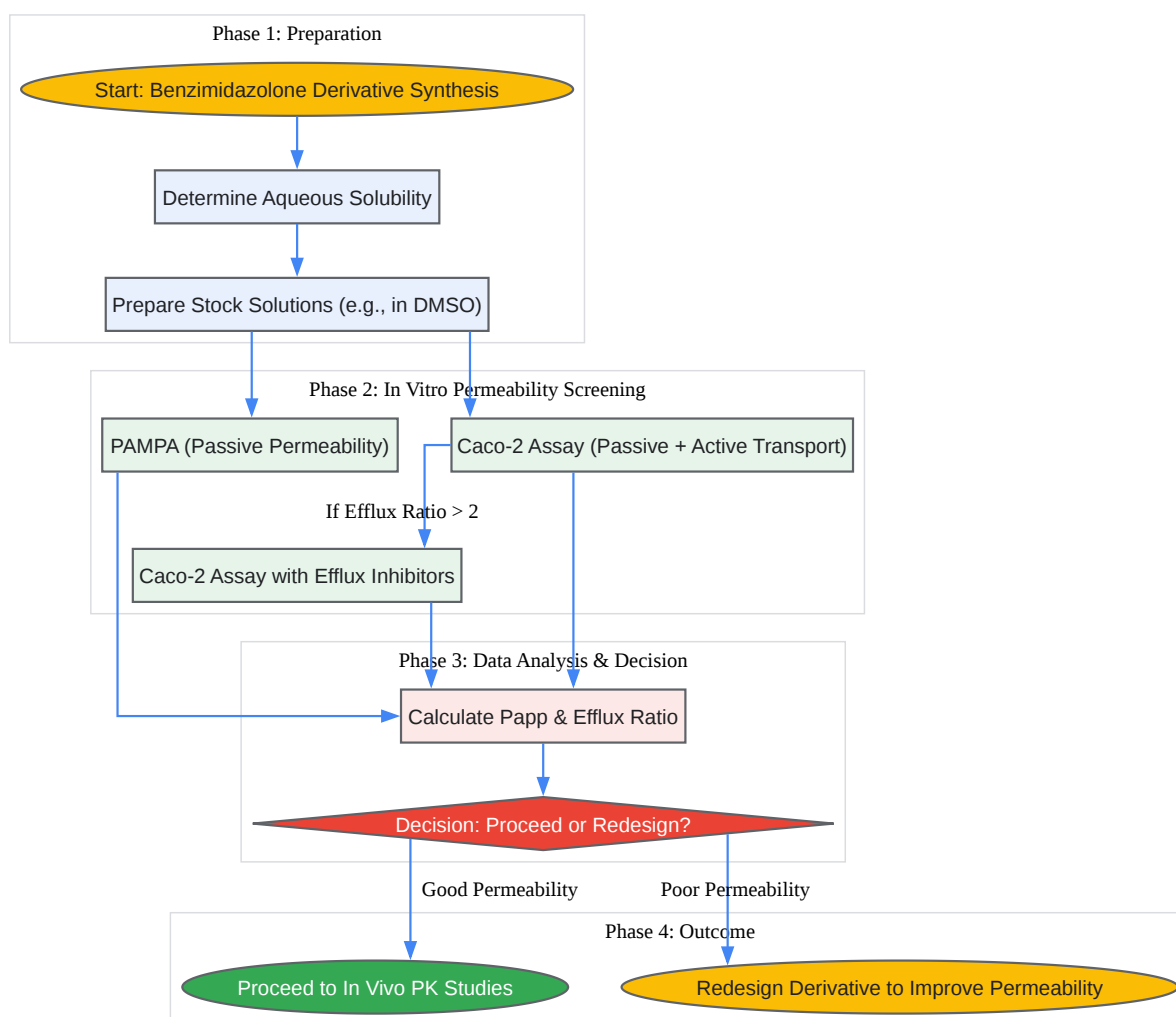 Phase 1: Preparation
Start: Benzimidazolone Derivative Synthesis
Determine Aqueous Solubility
Prepare Stock Solutions (e.g., in DMSO)
Phase 2: In Vitro Permeability Screening
PAMPA (Passive Permeability)
Caco-2 Assay (Passive + Active Transport)
If Efflux Ratio > 2
Caco-2 Assay with Efflux Inhibitors
Phase 3: Data Analysis & Decision
Calculate Papp & Efflux Ratio
Decision: Proceed or Redesign?
Good Permeability
Poor Permeability
Phase 4: Outcome
Proceed to In Vivo PK Studies
Redesign Derivative to Improve Permeability